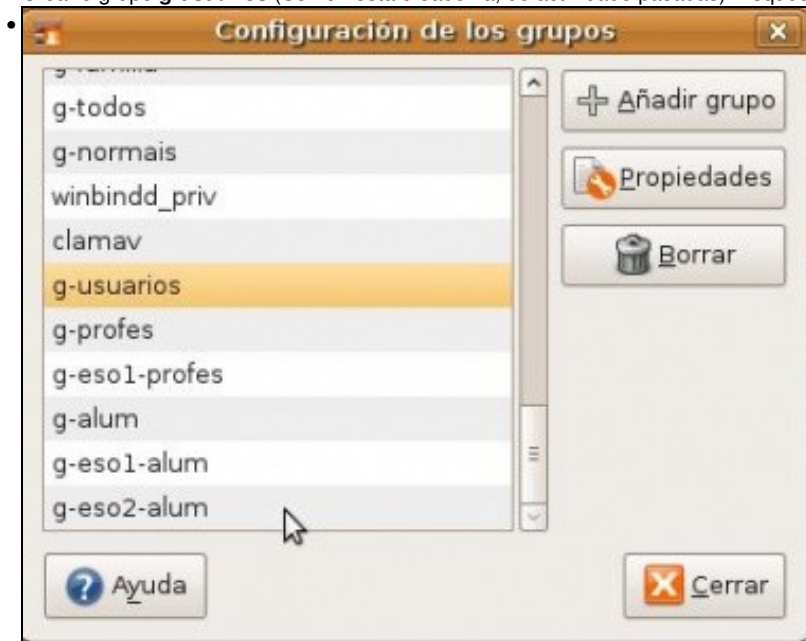 Configuración de los grupos
g-todos
g-normais
winbindd_priv
clamav
g-usuarios
g-profes
g-eso1-profes
g-alum
g-eso1-alum
g-eso2-alum
Añadir grupo
Propiedades
Borrar
Ayuda
Cerrar